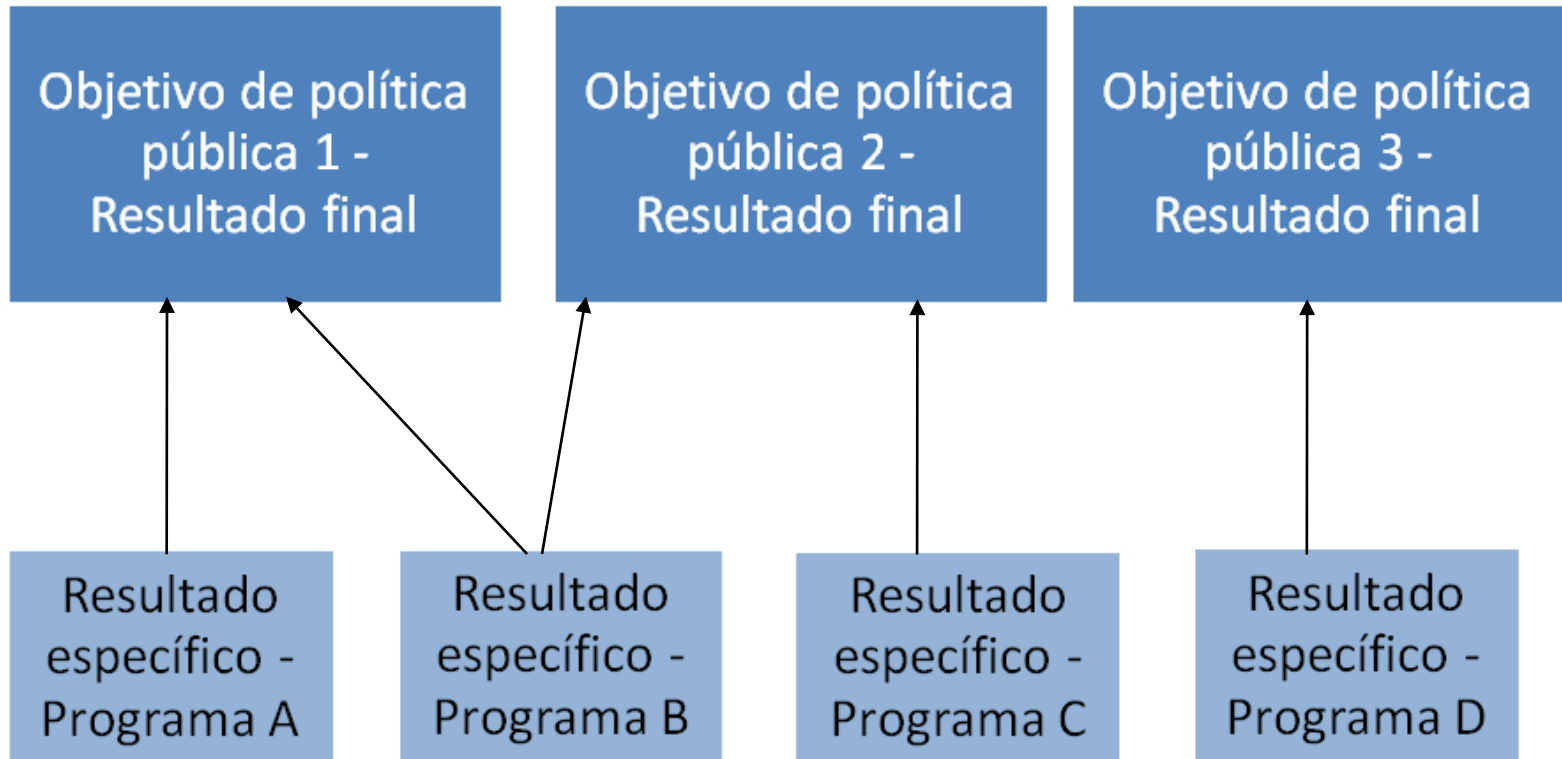 Objetivo de política
pública 1 -
Resultado final
Objetivo de política
pública 2 -
Resultado final
Objetivo de política
pública 3 -
Resultado final
Resultado
específico -
Programa A
Resultado
específico -
Programa B
Resultado
específico -
Programa C
Resultado
específico -
Programa D